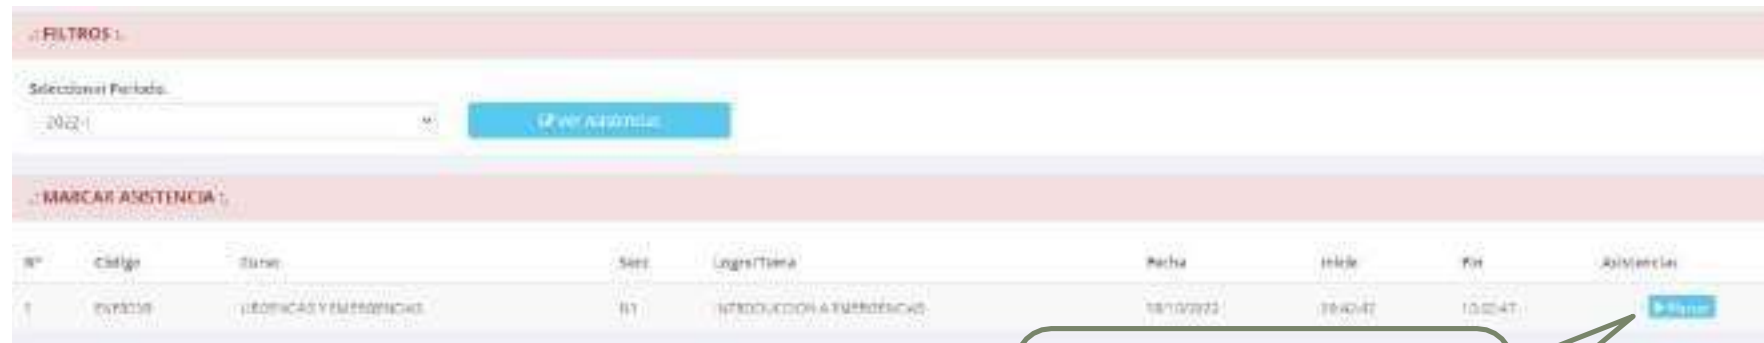 .: FILTROS :.
Seleccionar Periodo.
2022-1
Ver Asistencias
.: MARCAR ASISTENCIA :.
N° Código Curso Secc Logro/Tema Fecha Inicio Fin Asistencias
1 URGENCIAS Y EMERGENCIAS INTRODUCCION A EMERGENCIAS Marcar